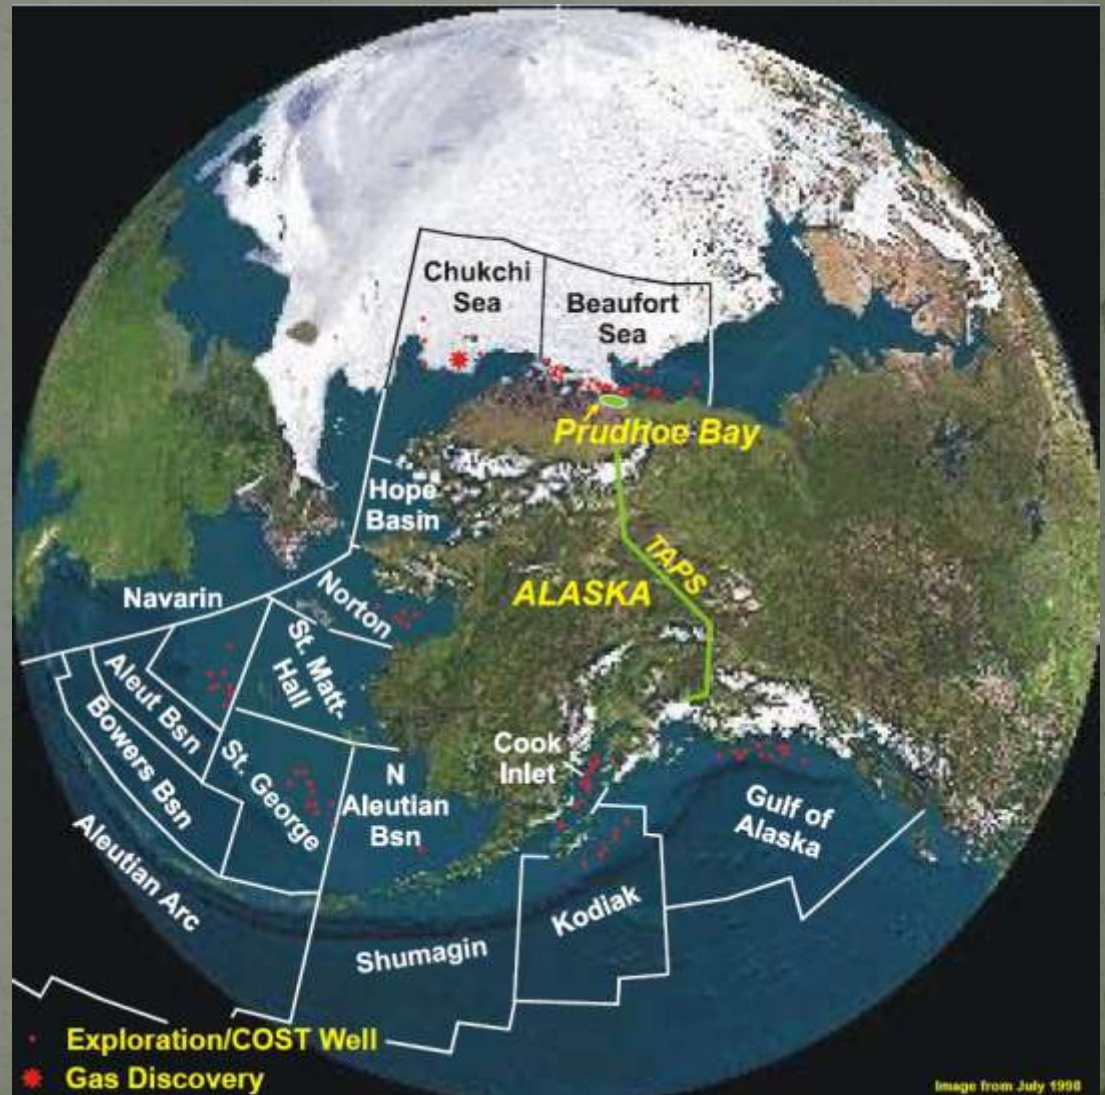 Chukchi
Sea
Beaufort
Sea
Prudhoe Bay
Hope
Basin
TAPS
ALASKA
Navarin
Norton
St. Matt-
Hall
Aleut Bsn
Bowers Bsn
St. George
Aleutian Arc
N
Aleutian
Bsn
Cook
Inlet
Gulf of
Alaska
Kodiak
Shumagin
Exploration/COST Well
Gas Discovery
Image from July 1998